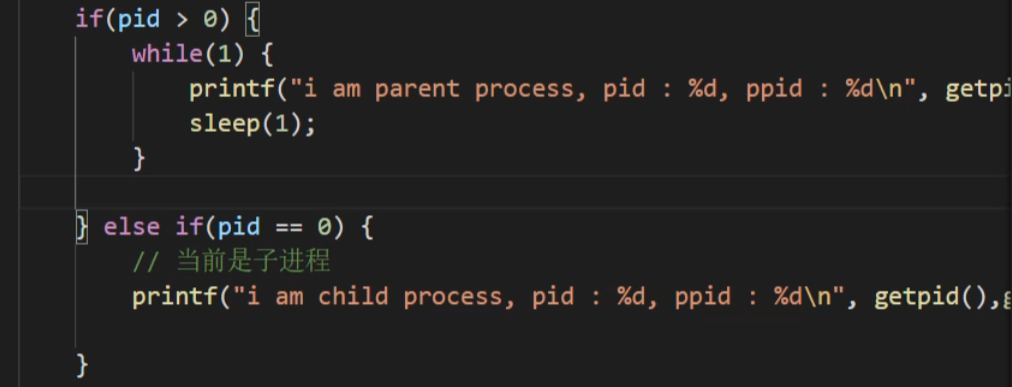 if(pid > 0) {
while(1) {
printf("i am parent process, pid : %d, ppid : %d\n", getpi
sleep(1);
}
} else if(pid == 0) {
// 当前是子进程
printf("i am child process, pid : %d, ppid : %d\n", getpid(),g
}